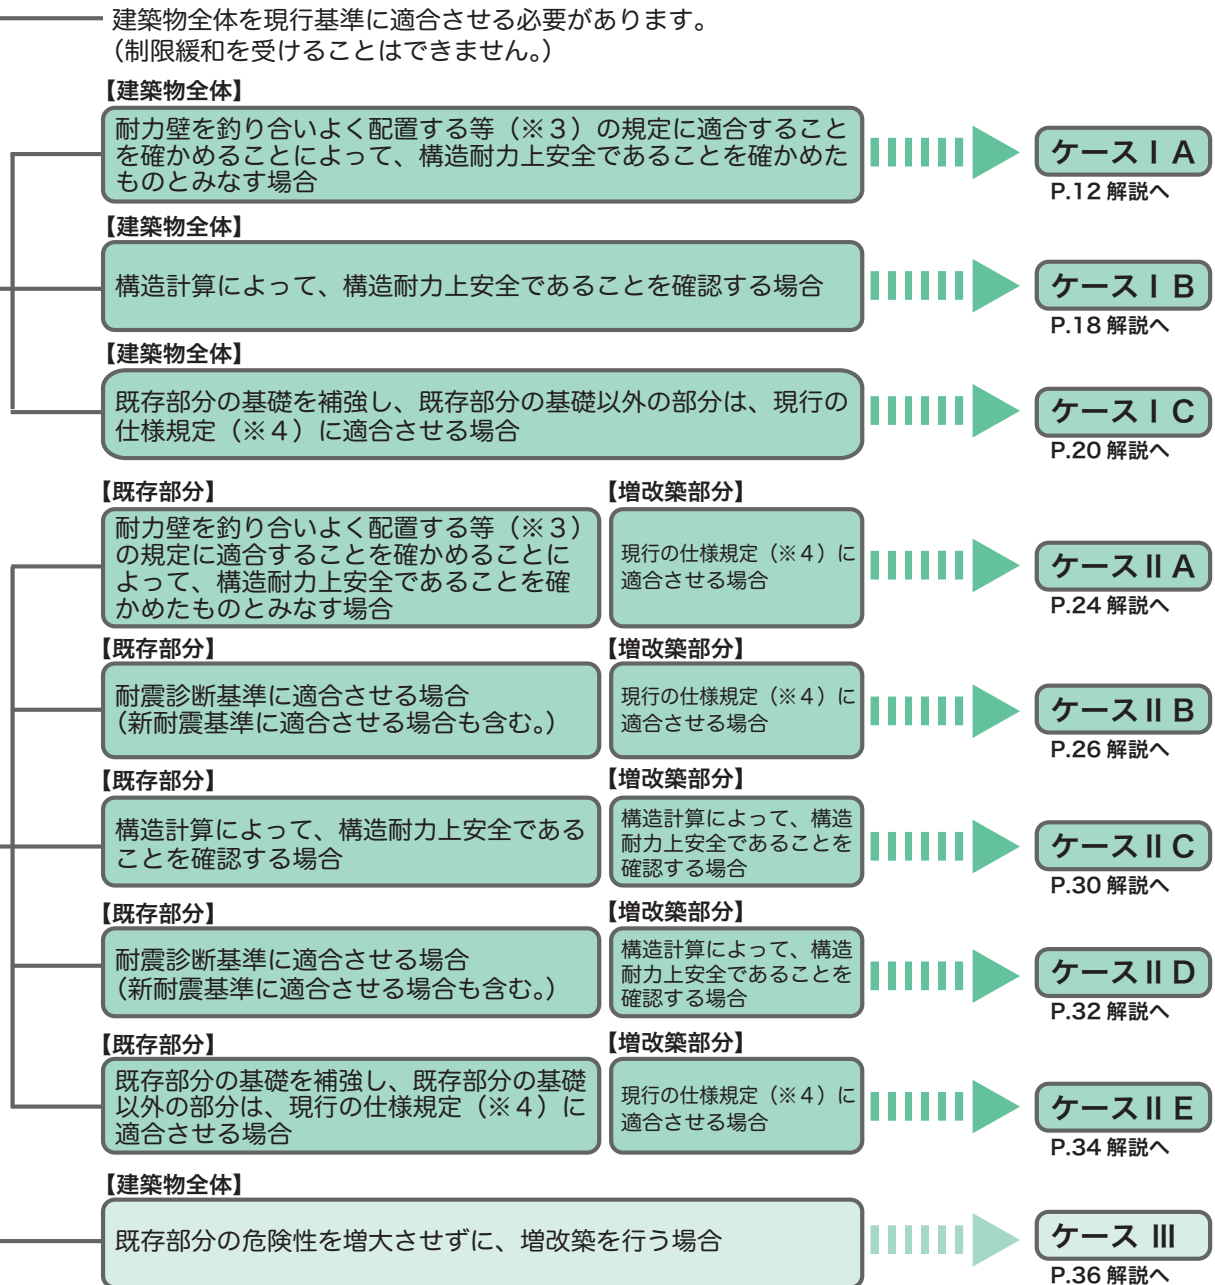 建築物全体を現行基準に適合させる必要があります。
（制限緩和を受けることはできません。）
【建築物全体】
耐力壁を釣り合いよく配置する等（※３）の規定に適合すること
を確かめることによって、構造耐力上安全であることを確かめた
ものとみなす場合
ケースⅠA
P.12 解説へ
【建築物全体】
構造計算によって、構造耐力上安全であることを確認する場合
ケースⅠB
P.18 解説へ
【建築物全体】
既存部分の基礎を補強し、既存部分の基礎以外の部分は、現行の
仕様規定（※４）に適合させる場合
ケースⅠC
P.20 解説へ
【既存部分】
耐力壁を釣り合いよく配置する等（※３）
の規定に適合することを確かめることに
よって、構造耐力上安全であることを確
かめたものとみなす場合
【増改築部分】
現行の仕様規定（※４）に
適合させる場合
ケースⅡA
P.24 解説へ
【既存部分】
耐震診断基準に適合させる場合
（新耐震基準に適合させる場合も含む。）
【増改築部分】
現行の仕様規定（※４）に
適合させる場合
ケースⅡB
P.26 解説へ
【既存部分】
構造計算によって、構造耐力上安全である
ことを確認する場合
【増改築部分】
構造計算によって、構造
耐力上安全であることを
確認する場合
ケースⅡC
P.30 解説へ
【既存部分】
耐震診断基準に適合させる場合
（新耐震基準に適合させる場合も含む。）
【増改築部分】
構造計算によって、構造
耐力上安全であることを
確認する場合
ケースⅡD
P.32 解説へ
【既存部分】
既存部分の基礎を補強し、既存部分の基礎
以外の部分は、現行の仕様規定（※４）に
適合させる場合
【増改築部分】
現行の仕様規定（※４）に
適合させる場合
ケースⅡE
P.34 解説へ
【建築物全体】
既存部分の危険性を増大させずに、増改築を行う場合
ケース Ⅲ
P.36 解説へ